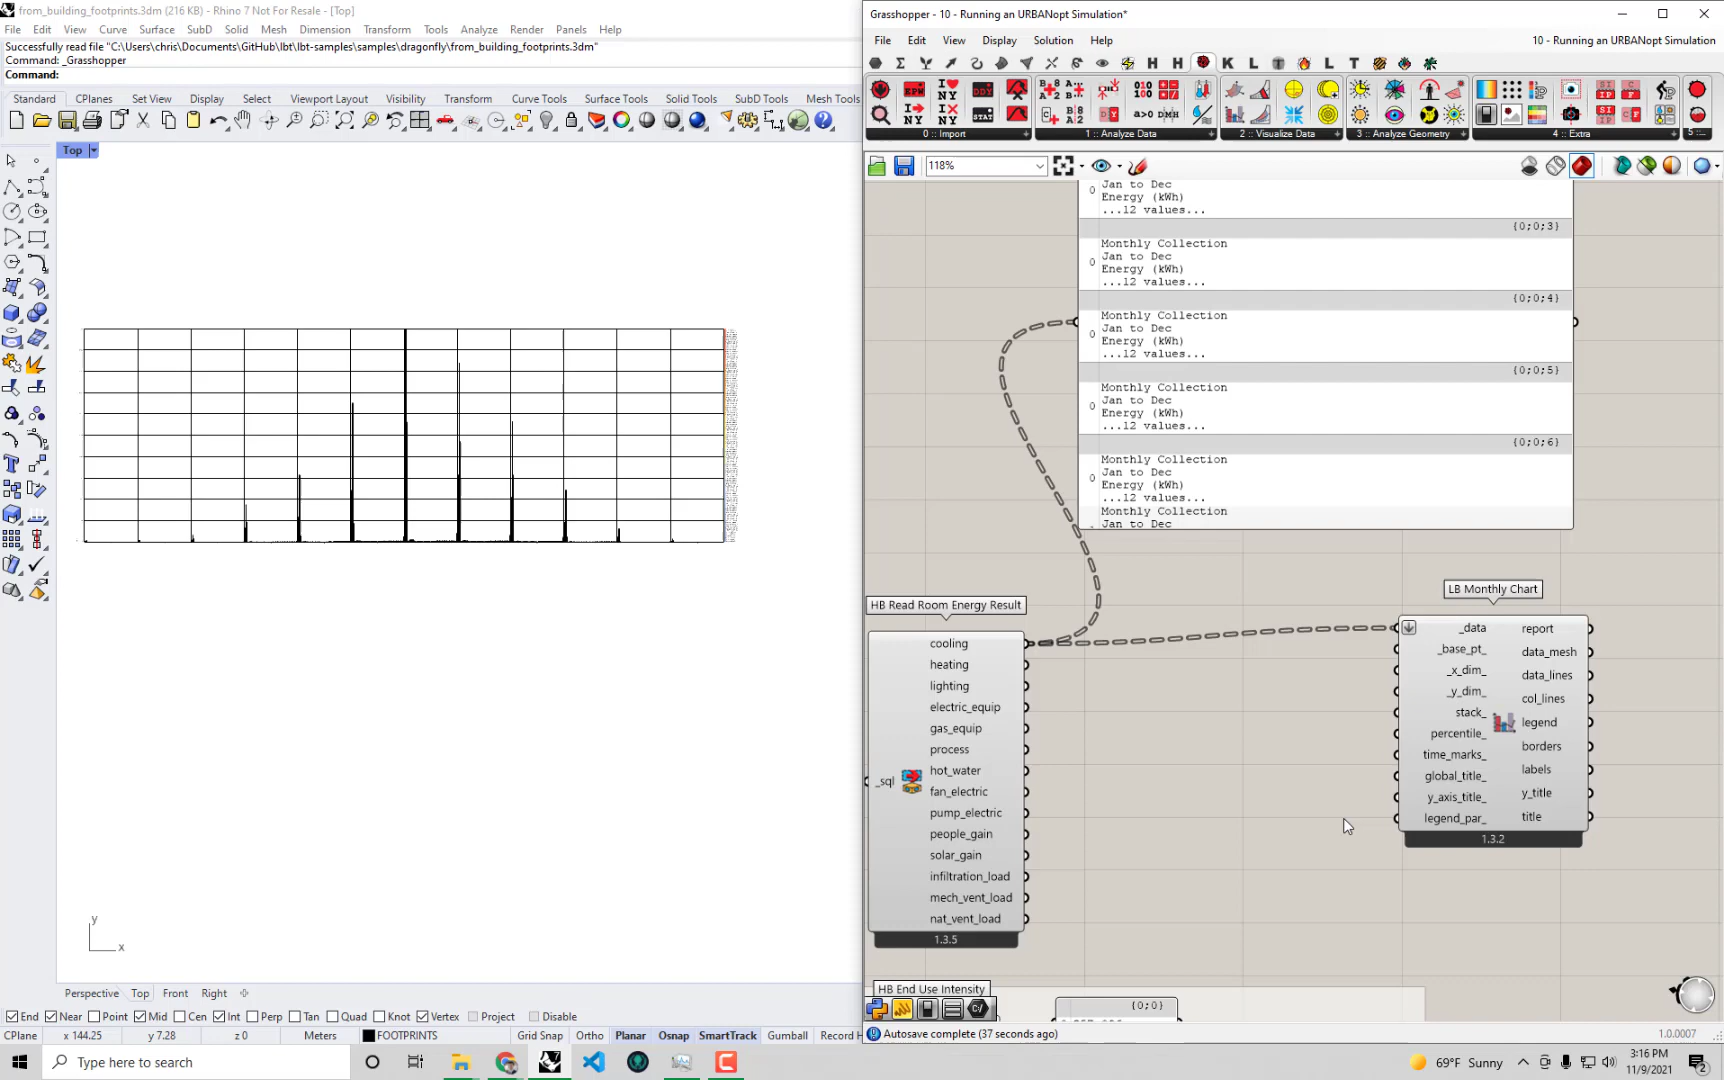 from_building_footprints.3dm (216 KB) - Rhino 7 Not For Resale - [Top]
File Edit View Curve Surface SubD Solid Mesh Dimension Transform Tools Analyze Render Panels Help
Successfully read file "C:\Users\chris\Documents\GitHub\lbt\lbt-samples\samples\dragonfly\from_building_footprints.3dm"
Command: _Grasshopper
Command:
Standard CPlanes Set View Display Select Viewport Layout Visibility Transform Curve Tools Surface Tools Solid Tools SubD Tools Mesh Tools
Top
y
x
Perspective Top Front Right
End Near Point Mid Cen Int Perp Tan Quad Knot Vertex Project Disable
CPlane x 144.25 y 7.28 z 0 Meters FOOTPRINTS Grid Snap Ortho Planar Osnap SmartTrack Gumball Record H
Grasshopper - 10 - Running an URBANopt Simulation*
File Edit View Display Solution Help
10 - Running an URBANopt Simulation
0 :: Import 1 :: Analyze Data 2 :: Visualize Data 3 :: Analyze Geometry 4 :: Extra 5 ::
118%
0
Jan to Dec
Energy (kWh)
...12 values...
{0;0;3}
0
Monthly Collection
Jan to Dec
Energy (kWh)
...12 values...
{0;0;4}
0
Monthly Collection
Jan to Dec
Energy (kWh)
...12 values...
{0;0;5}
0
Monthly Collection
Jan to Dec
Energy (kWh)
...12 values...
{0;0;6}
0
Monthly Collection
Jan to Dec
Energy (kWh)
...12 values...
Monthly Collection
Jan to Dec
HB Read Room Energy Result
_sql
cooling
heating
lighting
electric_equip
gas_equip
process
hot_water
fan_electric
pump_electric
people_gain
solar_gain
infiltration_load
mech_vent_load
nat_vent_load
1.3.5
LB Monthly Chart
_data
_base_pt_
_x_dim_
_y_dim_
stack_
percentile_
time_marks_
global_title_
y_axis_title_
legend_par_
report
data_mesh
data_lines
col_lines
legend
borders
labels
y_title
title
1.3.2
HB End Use Intensity
{0;0}
Autosave complete (37 seconds ago)
1.0.0007
Type here to search
69°F Sunny
3:16 PM
11/9/2021
2